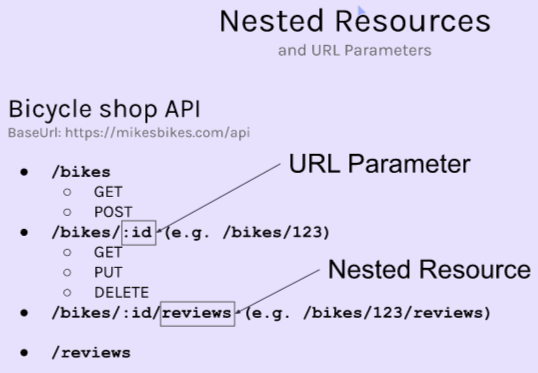 Nested Resources
and URL Parameters
Bicycle shop API
BaseUrl: https://mikesbikes.com/api
URL Parameter
● /bikes
○ GET
○ POST
● /bikes/:id (e.g. /bikes/123)
○ GET
○ PUT
○ DELETE
Nested Resource
● /bikes/:id/reviews (e.g. /bikes/123/reviews)
● /reviews